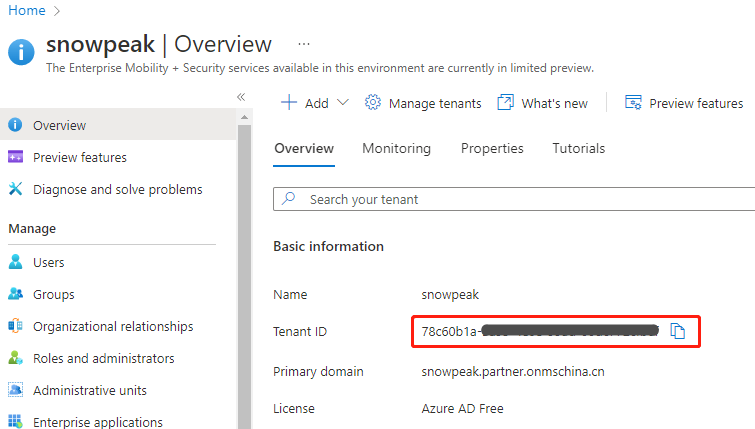 Home
snowpeak | Overview ...
The Enterprise Mobility + Security services available in this environment are currently in limited preview.
Add
Manage tenants
What's new
Preview features
Overview
Preview features
Diagnose and solve problems
Manage
Users
Groups
Organizational relationships
Roles and administrators
Administrative units
Enterprise applications
Overview Monitoring Properties Tutorials
Search your tenant
Basic information
Name snowpeak
Tenant ID 78c60b1a-
Primary domain snowpeak.partner.onmschina.cn
License Azure AD Free